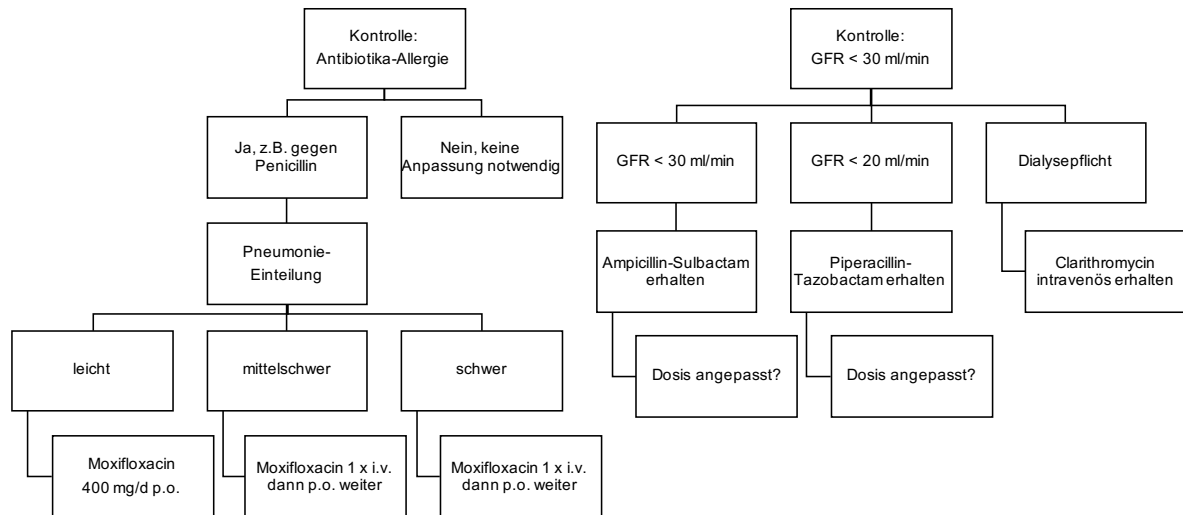 Kontrolle:
Antibiotika-Allergie
Ja, z.B. gegen
Penicillin
Nein, keine
Anpassung notwendig
Pneumonie-
Einteilung
leicht
mittelschwer
schwer
Moxifloxacin
400 mg/d p.o.
Moxifloxacin 1 x i.v.
dann p.o. weiter
Moxifloxacin 1 x i.v.
dann p.o. weiter
Kontrolle:
GFR < 30 ml/min
GFR < 30 ml/min
GFR < 20 ml/min
Dialysepflicht
Ampicillin-Sulbactam
erhalten
Piperacillin-
Tazobactam erhalten
Clarithromycin
intravenös erhalten
Dosis angepasst?
Dosis angepasst?